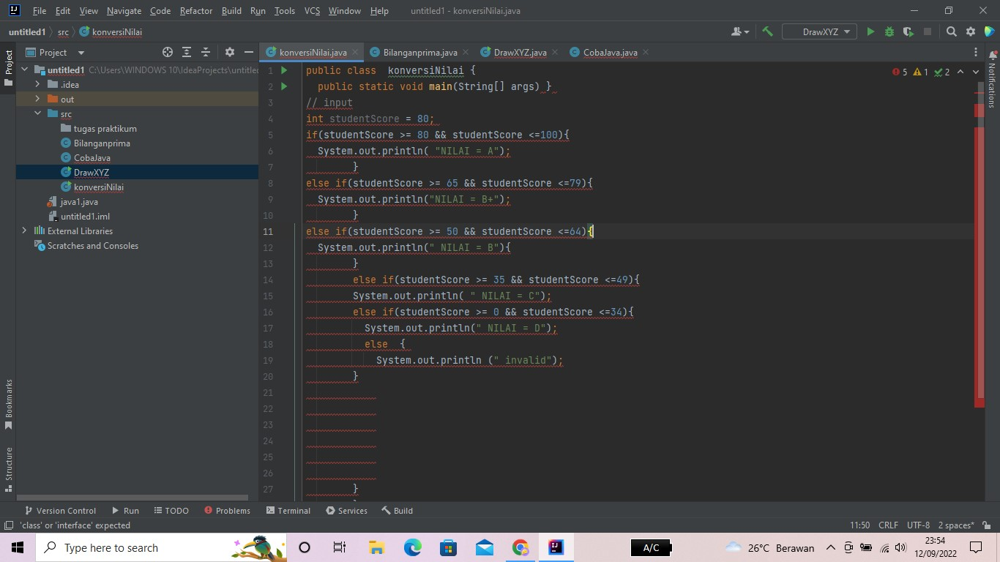 File Edit View Navigate Code Refactor Build Run Tools VCS Window Help untitled1 - konversiNilai.java
untitled1 src konversiNilai DrawXYZ
Project konversiNilai.java Bilanganprima.java DrawXYZ.java CobaJava.java
Project
Notifications
Bookmarks
Structure
untitled1 C:\Users\WINDOWS 10\IdeaProjects\untitled
.idea
out
src
tugas praktikum
Bilanganprima
CobaJava
DrawXYZ
konversiNilai
java1.java
untitled1.iml
External Libraries
Scratches and Consoles
5 1 2
1 public class  konversiNilai {
2   public static void main(String[] args) }
3 // input
4 int studentScore = 80;
5 if(studentScore >= 80 && studentScore <=100){
6   System.out.println( "NILAI = A");
7         }
8 else if(studentScore >= 65 && studentScore <=79){
9   System.out.println("NILAI = B+");
10         }
11 else if(studentScore >= 50 && studentScore <=64){
12   System.out.println(" NILAI = B"){
13         }
14         else if(studentScore >= 35 && studentScore <=49){
15         System.out.println( " NILAI = C");
16         else if(studentScore >= 0 && studentScore <=34){
17           System.out.println(" NILAI = D");
18           else  {
19             System.out.println (" invalid");
20         }
21
22
23
24
25
26
27         }
Version Control Run TODO Problems Terminal Services Build
'class' or 'interface' expected 11:50 CRLF UTF-8 2 spaces*
Type here to search A/C 26°C Berawan 23:54
12/09/2022